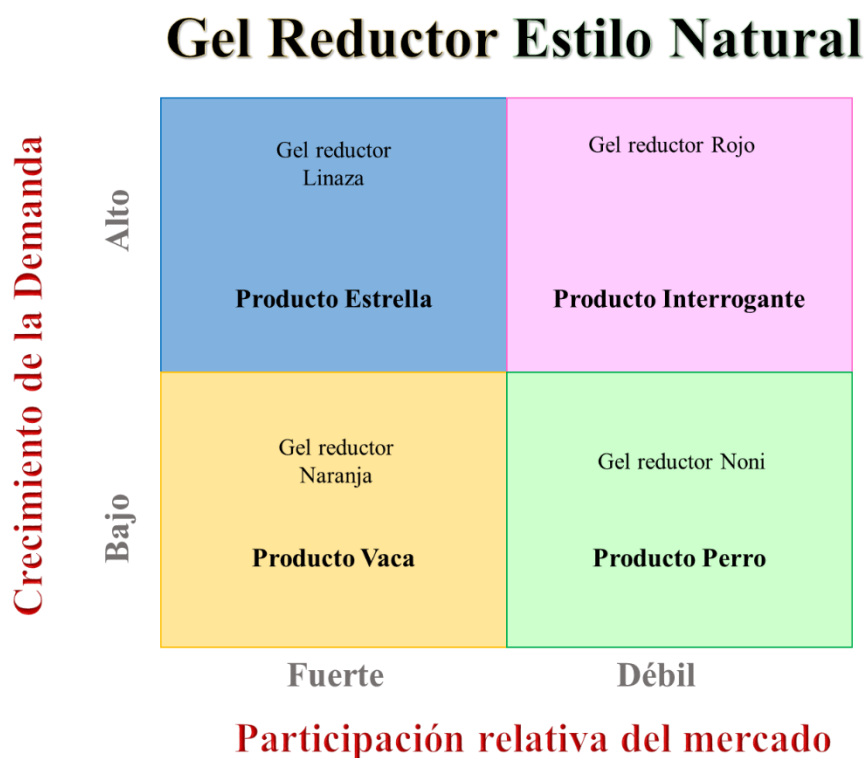 Gel Reductor Estilo Natural
Crecimiento de la Demanda
Alto
Gel reductor
Linaza
Producto Estrella
Gel reductor Rojo
Producto Interrogante
Bajo
Gel reductor
Naranja
Producto Vaca
Gel reductor Noni
Producto Perro
Fuerte
Débil
Participación relativa del mercado